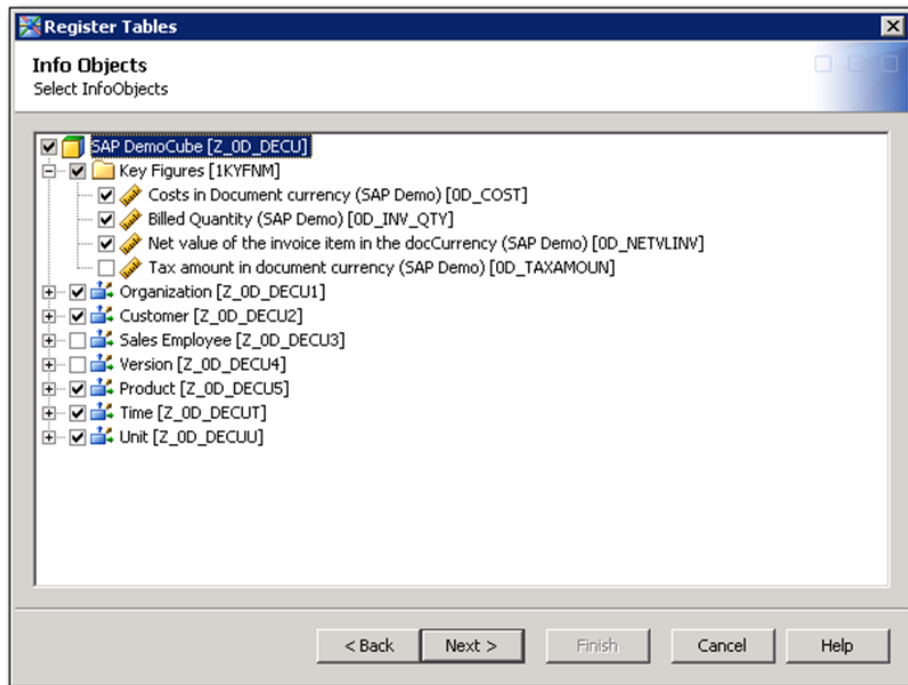 Register Tables
Info Objects
Select InfoObjects
SAP DemoCube [Z_0D_DECU]
Key Figures [1KYFNM]
Costs in Document currency (SAP Demo) [0D_COST]
Billed Quantity (SAP Demo) [0D_INV_QTY]
Net value of the invoice item in the docCurrency (SAP Demo) [0D_NETVLINV]
Tax amount in document currency (SAP Demo) [0D_TAXAMOUN]
Organization [Z_0D_DECU1]
Customer [Z_0D_DECU2]
Sales Employee [Z_0D_DECU3]
Version [Z_0D_DECU4]
Product [Z_0D_DECU5]
Time [Z_0D_DECUT]
Unit [Z_0D_DECUU]
< Back Next > Finish Cancel Help